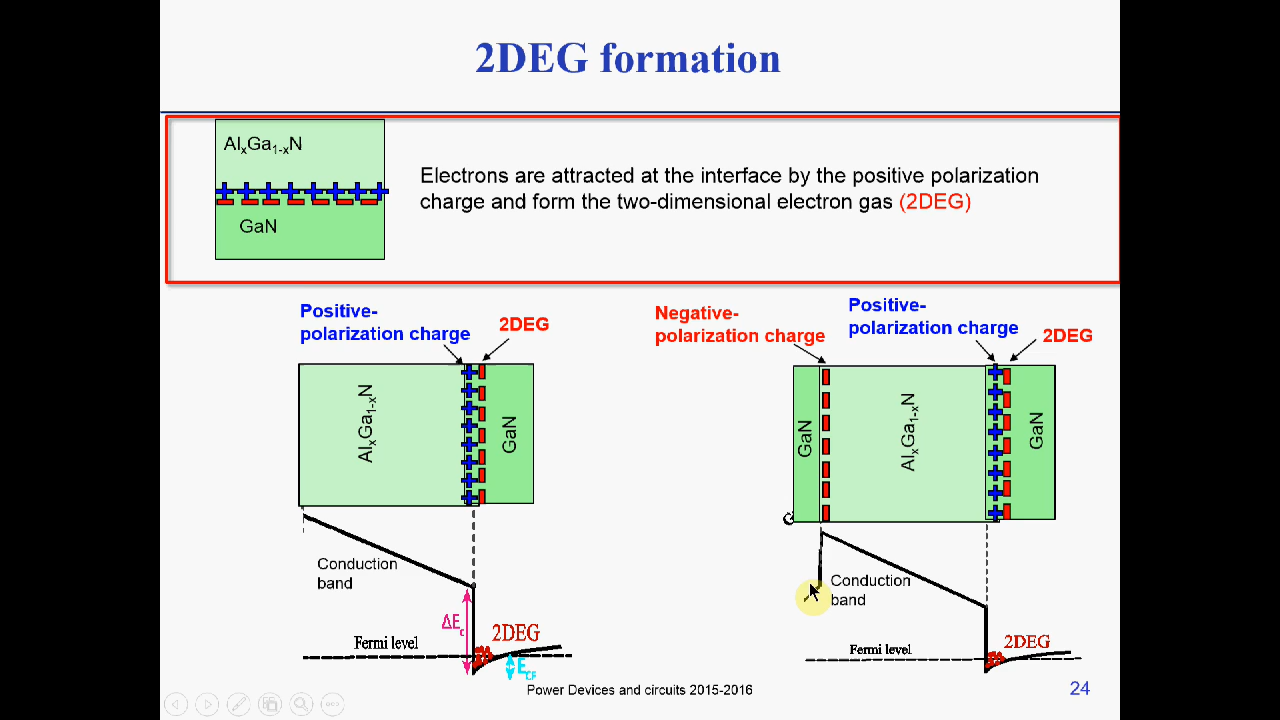 2DEG formation
AlxGa1-xN
GaN
Electrons are attracted at the interface by the positive polarization
charge and form the two-dimensional electron gas (2DEG)
Positive-
polarization charge
2DEG
AlxGa1-xN
GaN
Conduction
band
ΔEc
2DEG
Fermi level
ECF
Negative-
polarization charge
Positive-
polarization charge
2DEG
GaN
AlxGa1-xN
GaN
Conduction
band
2DEG
Fermi level
Power Devices and circuits 2015-2016
24